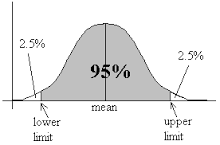 2.5%
2.5%
95%
mean
lower
limit
upper
limit